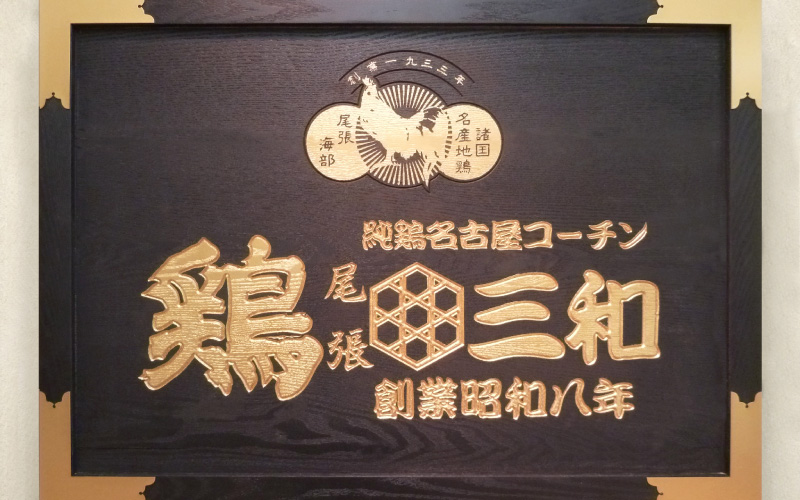 創業一九三三年
尾張
海部
諸国
名産地鶏
純鶏名古屋コーチン
鶏
尾張
三和
創業昭和八年